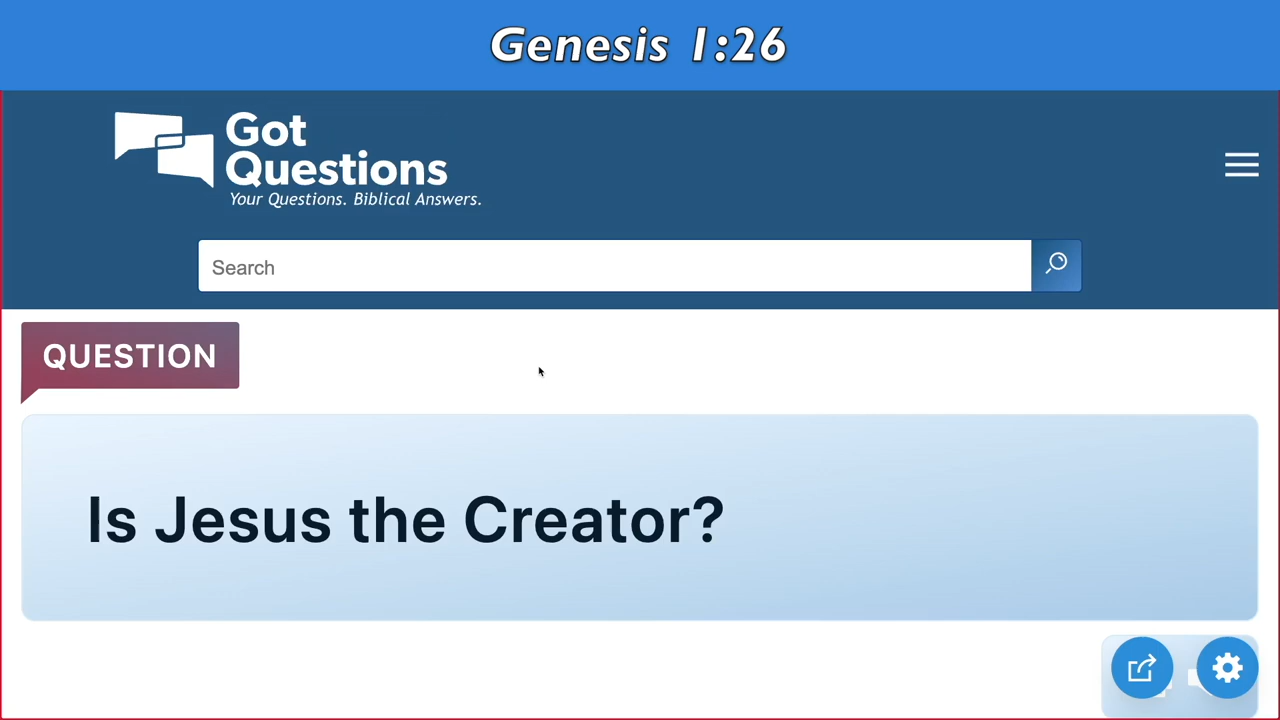 Genesis 1:26
Got
Questions
Your Questions. Biblical Answers.
Search
QUESTION
Is Jesus the Creator?